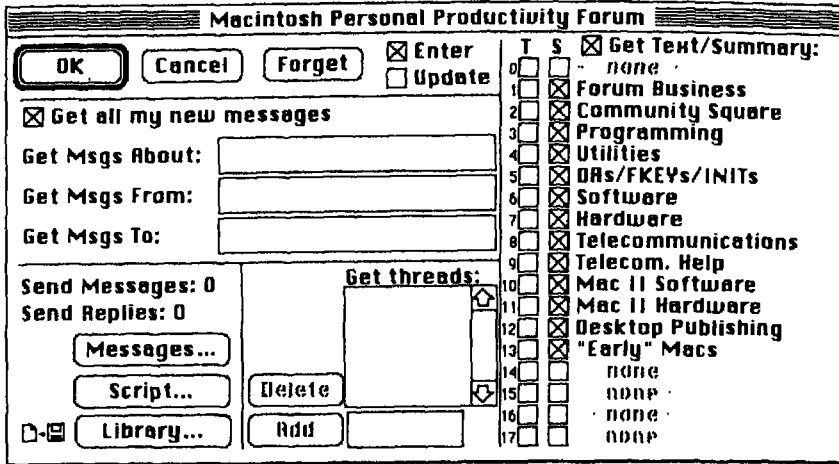 Macintosh Personal Productivity Forum
OK Cancel Forget Enter
Update
Get all my new messages
Get Msgs About:
Get Msgs From:
Get Msgs To:
Send Messages: 0
Send Replies: 0
Messages...
Script...
Library...
Get threads:
Delete
Add
T S Get Text/Summary:
0 none
1 Forum Business
2 Community Square
3 Programming
4 Utilities
5 DAs/FKEYs/INITs
6 Software
7 Hardware
8 Telecommunications
9 Telecom. Help
10 Mac II Software
11 Mac II Hardware
12 Desktop Publishing
13 "Early" Macs
14 none
15 none
16 none
17 none